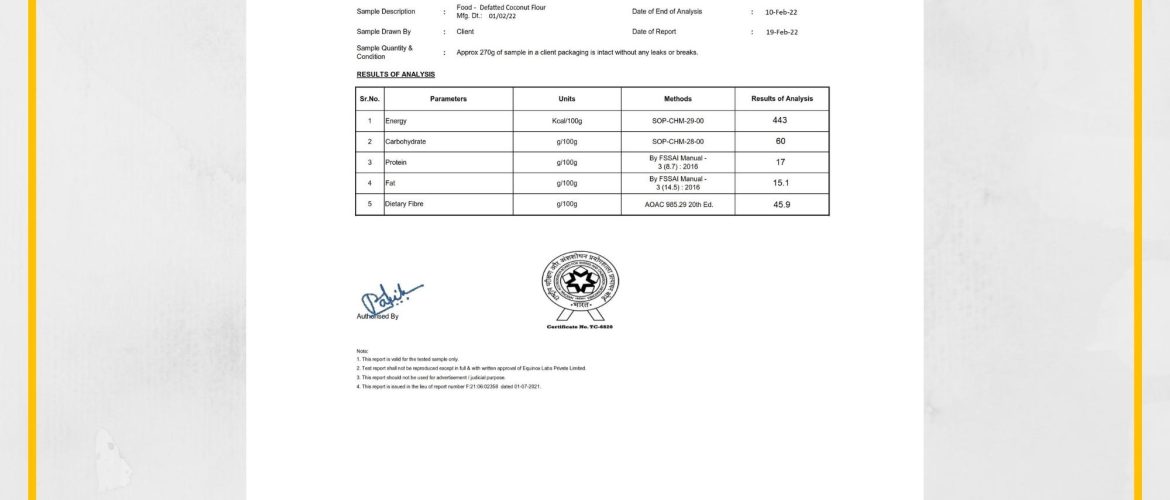 Sample Description : Food - Defatted Coconut Flour
Mfg. Dt.: 01/02/22
Date of End of Analysis : 10-Feb-22
Sample Drawn By : Client
Date of Report : 19-Feb-22
Sample Quantity &
Condition : Approx 270g of sample in a client packaging is intact without any leaks or breaks.
RESULTS OF ANALYSIS
Sr.No. Parameters Units Methods Results of Analysis
1 Energy Kcal/100g SOP-CHM-29-00 443
2 Carbohydrate g/100g SOP-CHM-28-00 60
3 Protein g/100g By FSSAI Manual -
3 (8.7) : 2016 17
4 Fat g/100g By FSSAI Manual -
3 (14.5) : 2016 15.1
5 Dietary Fibre g/100g AOAC 985.29 20th Ed. 45.9
भारत
Certificate No. TC-6820
Authorised By
Note:
1. This report is valid for the tested sample only.
2. Test report shall not be reproduced except in full & with written approval of Equinox Labs Private Limited.
3. This report should not be used for advertisement / judicial purpose.
4. This report is issued in the lieu of report number F:21:06:02358 dated 01-07-2021.